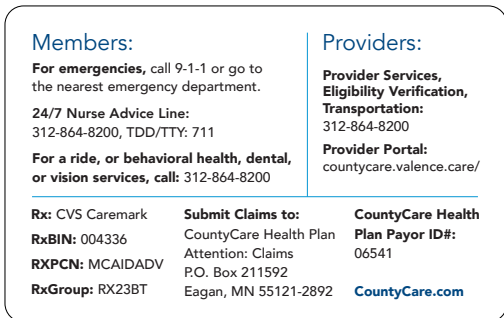 Members:
For emergencies, call 9-1-1 or go to
the nearest emergency department.
24/7 Nurse Advice Line:
312-864-8200, TDD/TTY: 711
For a ride, or behavioral health, dental,
or vision services, call: 312-864-8200
Providers:
Provider Services,
Eligibility Verification,
Transportation:
312-864-8200
Provider Portal:
countycare.valence.care/
Rx: CVS Caremark
RxBIN: 004336
RXPCN: MCAIDADV
RxGroup: RX23BT
Submit Claims to:
CountyCare Health Plan
Attention: Claims
P.O. Box 211592
Eagan, MN 55121-2892
CountyCare Health
Plan Payor ID#:
06541
CountyCare.com